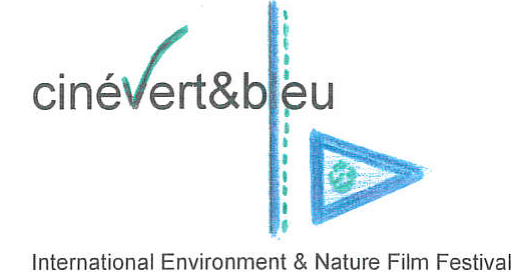 cinévert&bleu
International Environment & Nature Film Festival